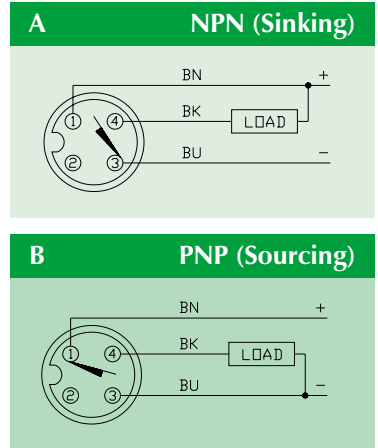 A NPN (Sinking)
BN +
BK
1 4 LOAD
BU
2 3 −
B PNP (Sourcing)
BN +
BK
1 4 LOAD
BU −
2 3